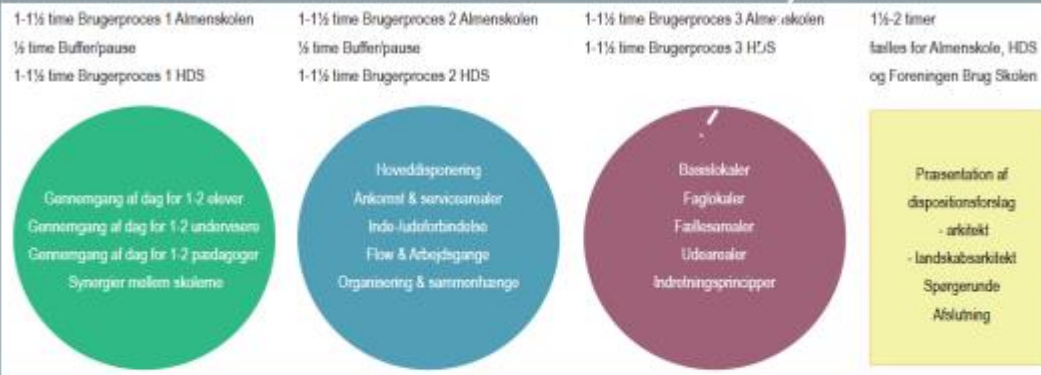 1-1½ time Brugerproces 1 Almenskolen
½ time Buffer/pause
1-1½ time Brugerproces 1 HDS
1-1½ time Brugerproces 2 Almenskolen
½ time Buffer/pause
1-1½ time Brugerproces 2 HDS
1-1½ time Brugerproces 3 Almenskolen
1-1½ time Brugerproces 3 HDS
1½-2 timer
fælles for Almenskole, HDS
og Foreningen Brug Skolen
Gennemgang af dag for 1-2 elever
Gennemgang af dag for 1-2 undervisere
Gennemgang af dag for 1-2 pædagoger
Synergier mellem skolerne
Hoveddisponering
Ankomst & servicearealer
Inde-/udeforbindelse
Flow & Arbejdsgange
Organisering & sammenhænge
Basislokaler
Faglokaler
Fællesarealer
Udearealer
Indretningsprincipper
Præsentation af
dispositionsforslag
- arkitekt
- landskabsarkitekt
Spørgerunde
Afslutning